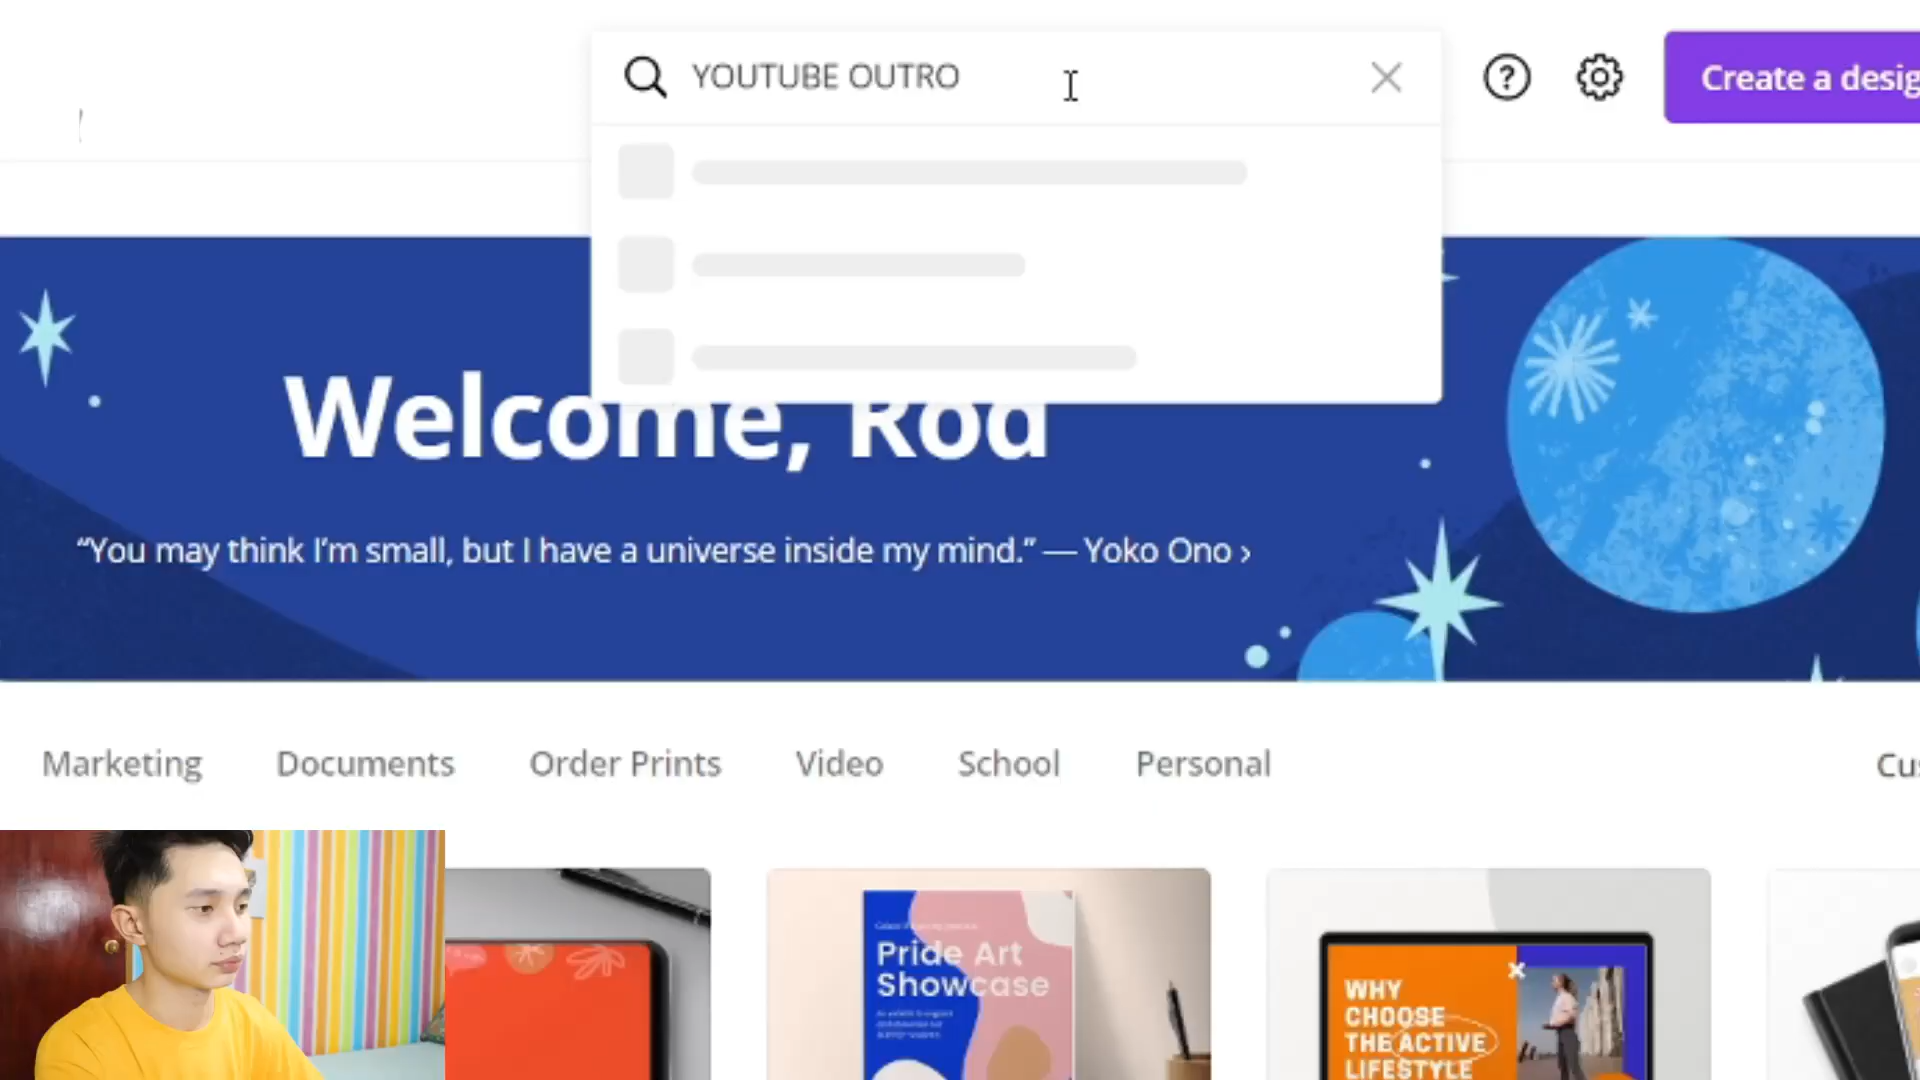 YOUTUBE OUTRO
Create a desig
Welcome, Rod
“You may think I’m small, but I have a universe inside my mind.” — Yoko Ono ›
Marketing
Documents
Order Prints
Video
School
Personal
Cus
Pride Art
Showcase
WHY
CHOOSE
THE ACTIVE
LIFESTYLE